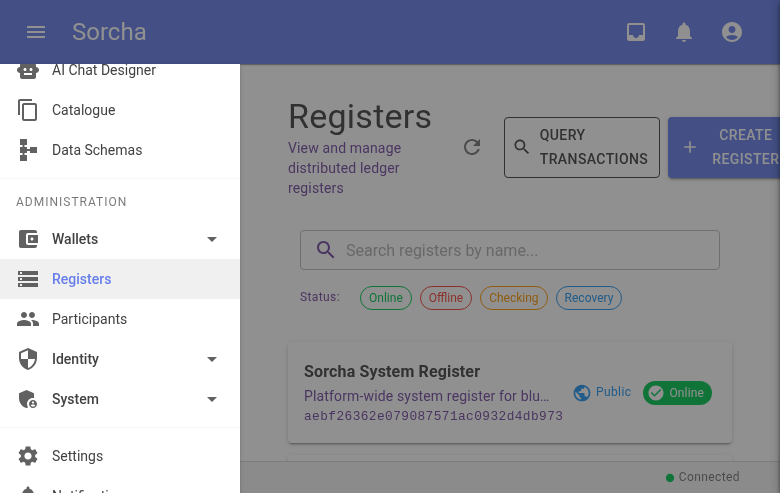 Sorcha
AI Chat Designer
Catalogue
Data Schemas
ADMINISTRATION
Wallets
Registers
Participants
Identity
System
Settings
Registers
View and manage
distributed ledger
registers
QUERY
TRANSACTIONS
CREATE
REGISTER
Search registers by name...
Status:
Online
Offline
Checking
Recovery
Sorcha System Register
Platform-wide system register for blu...
aebf26362e079087571ac0932d4db973
Public
Online
Connected